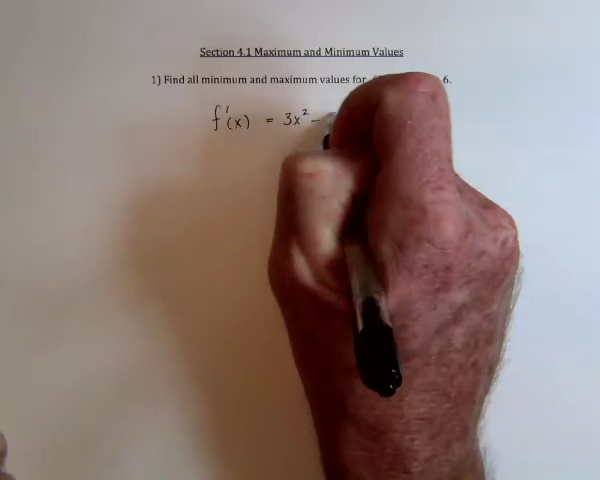 Section 4.1 Maximum and Minimum Values
1) Find all minimum and maximum values for 6.
f'(x) = 3x² −